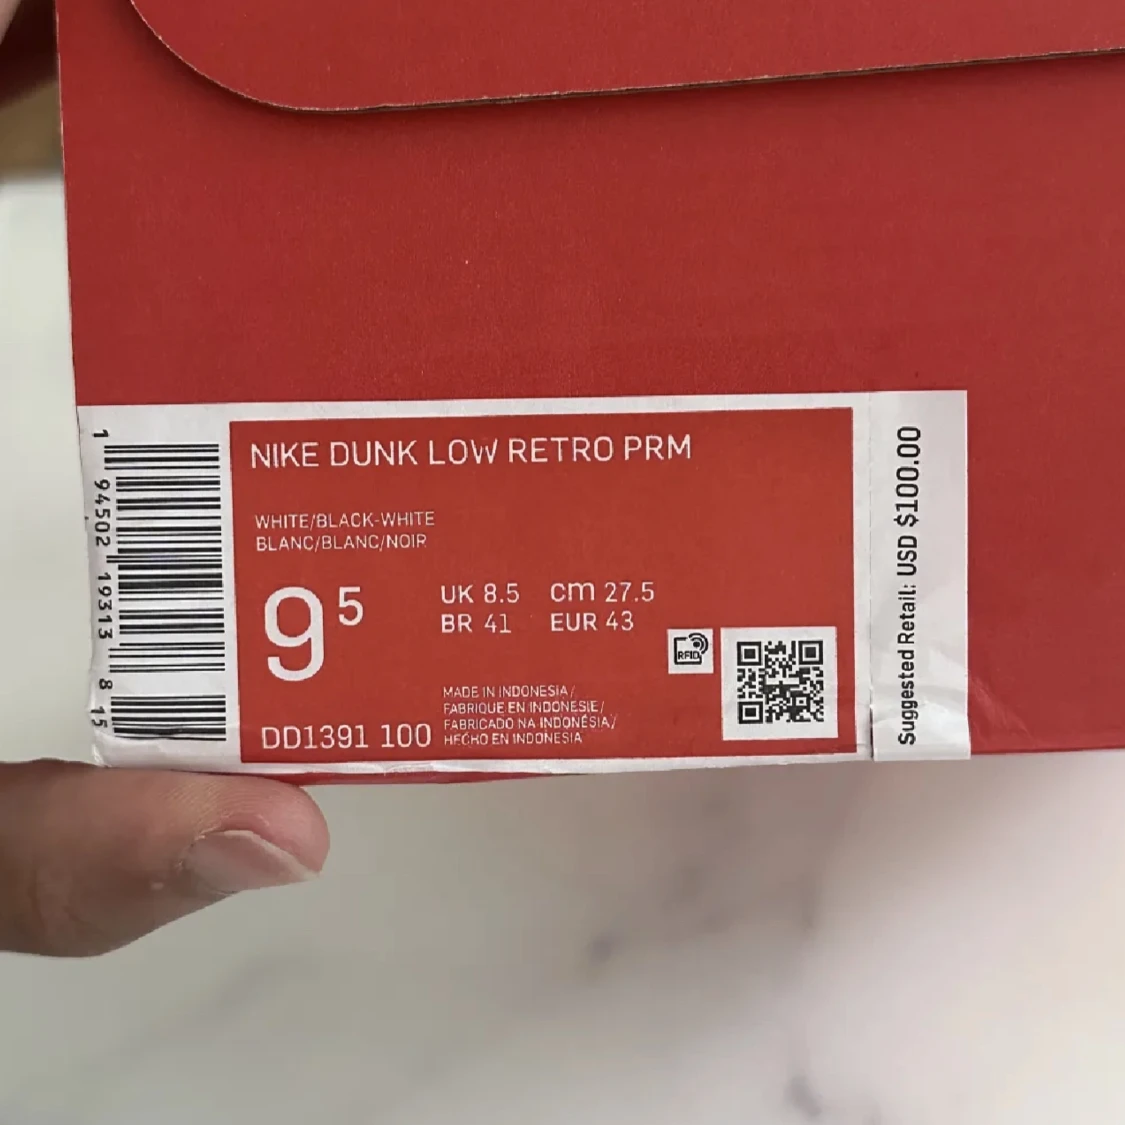 NIKE DUNK LOW RETRO PRM
WHITE/BLACK-WHITE
BLANC/BLANC/NOIR
9 5
UK 8.5 cm 27.5
BR 41 EUR 43
RFID
MADE IN INDONESIA/
FABRIQUE EN INDONESIE/
FABRICADO NA INDONÉSIA/
HECHO EN INDONESIA
DD1391 100
1 94502 19313 8 15
Suggested Retail: USD $100.00